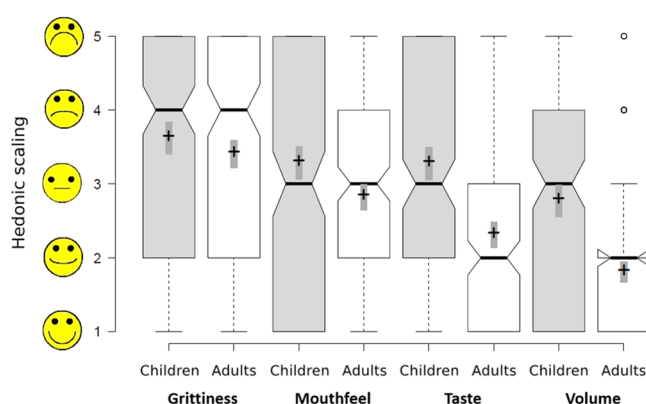 Hedonic scaling
5
4
3
2
1
Children Adults Children Adults Children Adults Children Adults
Grittiness Mouthfeel Taste Volume